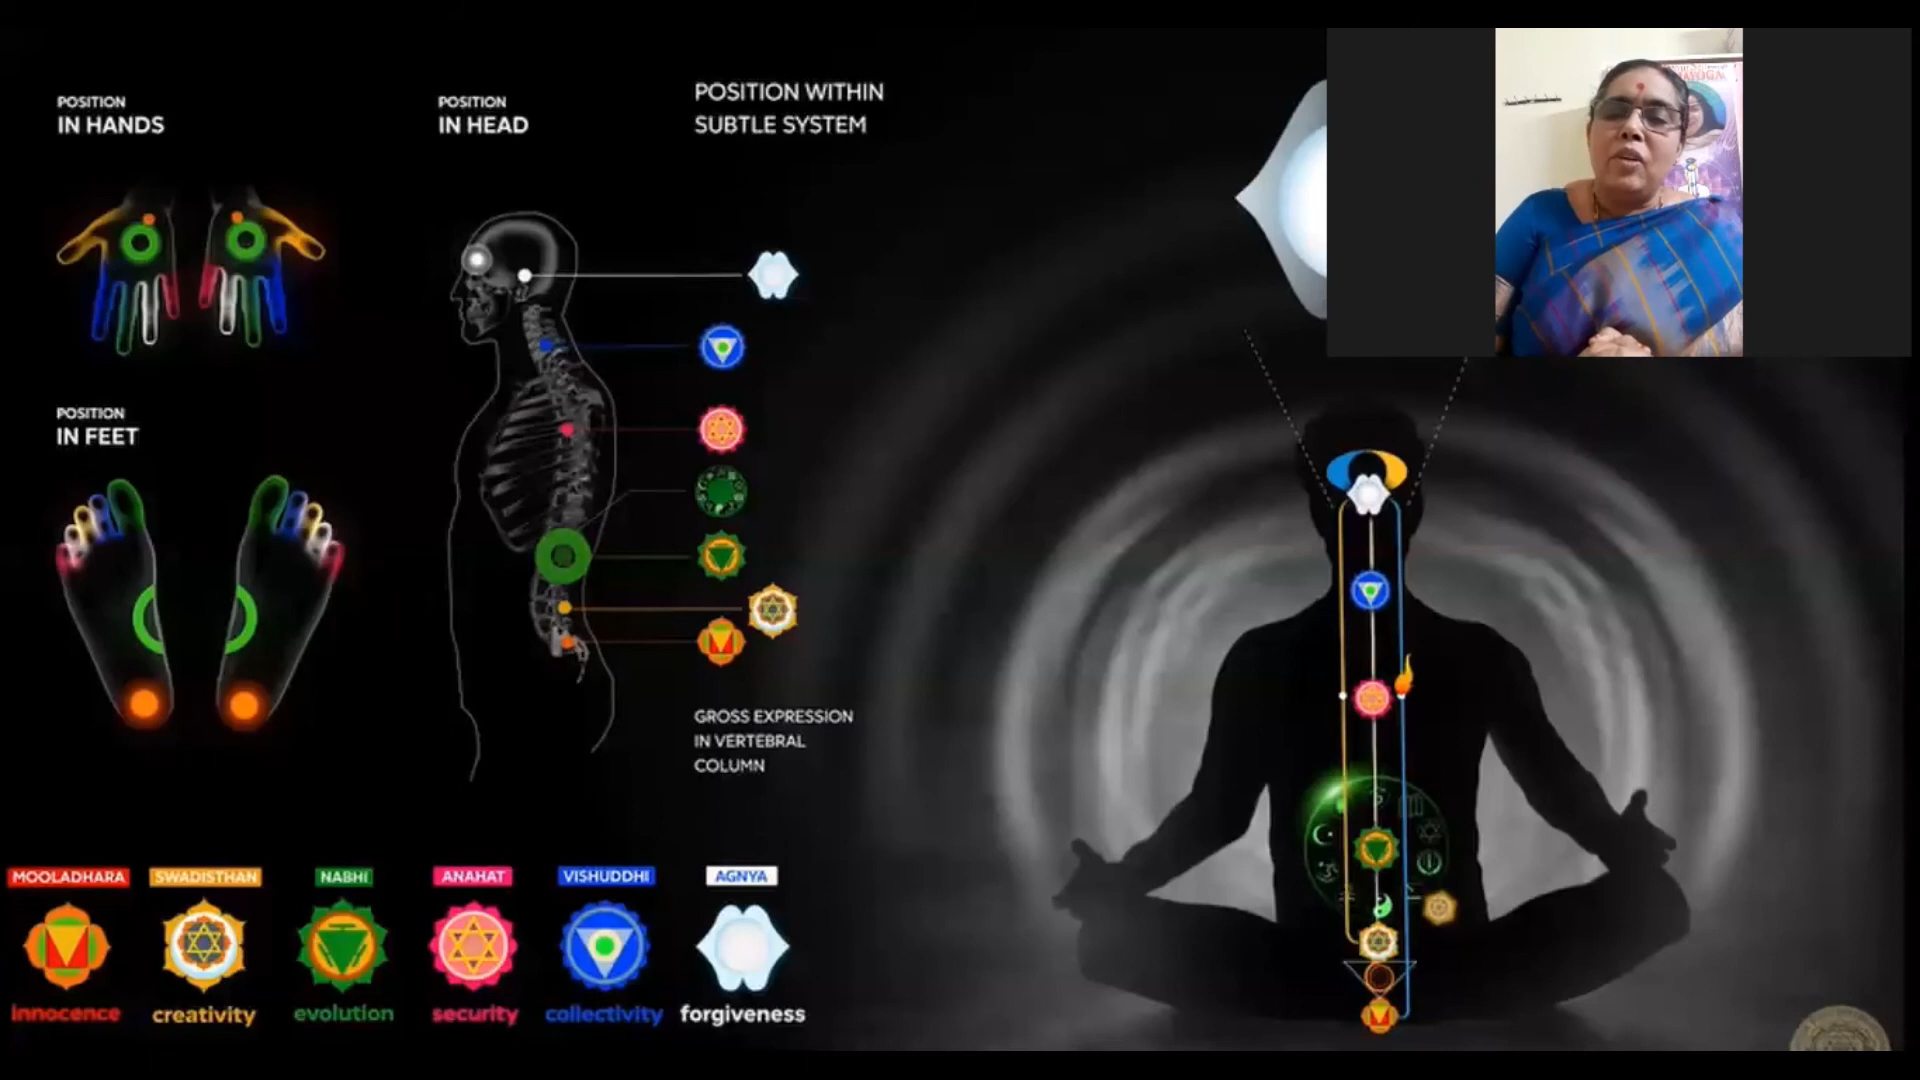 POSITION
IN HANDS
POSITION
IN HEAD
POSITION WITHIN
SUBTLE SYSTEM
POSITION
IN FEET
GROSS EXPRESSION
IN VERTEBRAL
COLUMN
MOOLADHARA
SWADISTHAN
NABHI
ANAHAT
VISHUDDHI
AGNYA
innocence
creativity
evolution
security
collectivity
forgiveness